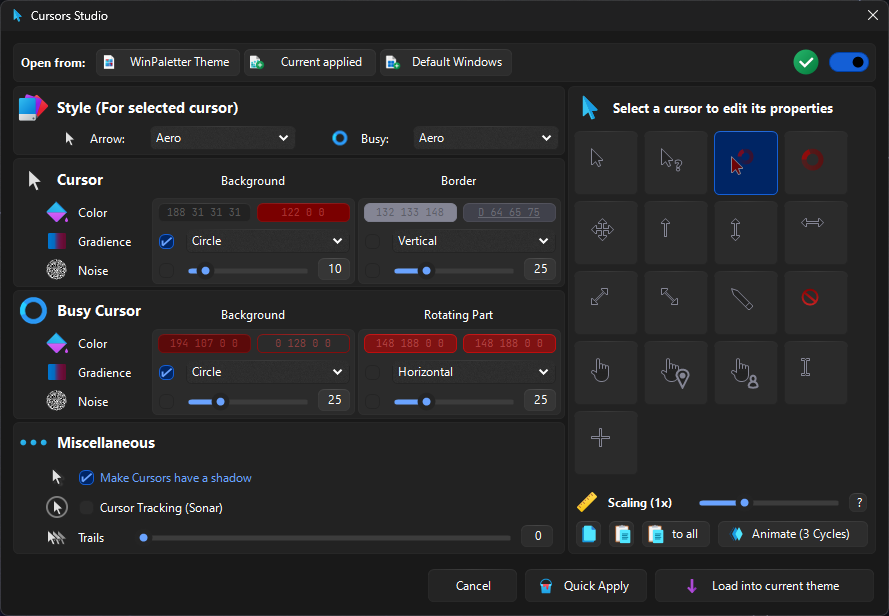 Cursors Studio
Open from: WinPaletter Theme Current applied Default Windows
Style (For selected cursor)
Arrow: Aero Busy: Aero
Cursor Background Border
Color 188 31 31 31 122 0 0 132 133 148 D 64 65 75
Gradience Circle Vertical
Noise 10 25
Busy Cursor Background Rotating Part
Color 194 107 0 0 0 128 0 0 148 188 0 0 148 188 0 0
Gradience Circle Horizontal
Noise 25 25
Miscellaneous
Make Cursors have a shadow
Cursor Tracking (Sonar)
Trails 0
Select a cursor to edit its properties
Scaling (1x) ?
to all Animate (3 Cycles)
Cancel Quick Apply Load into current theme